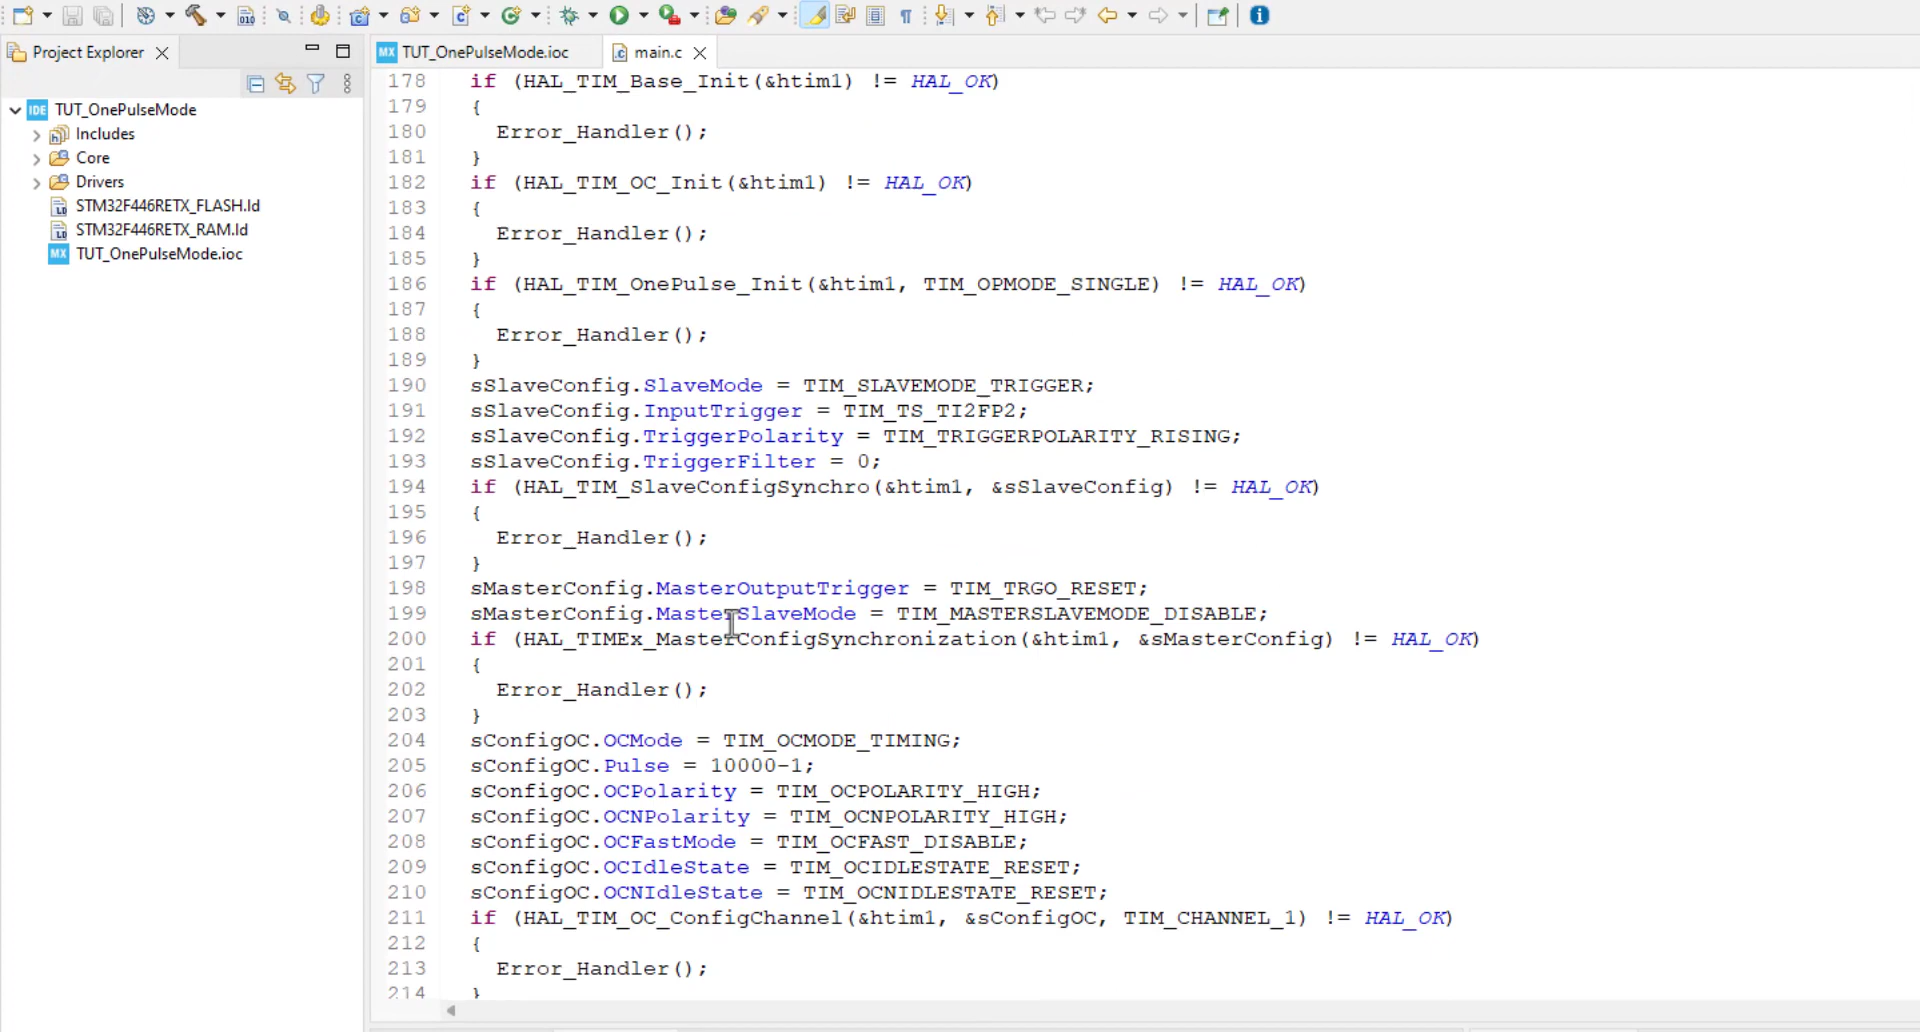 Project Explorer
TUT_OnePulseMode
Includes
Core
Drivers
STM32F446RETX_FLASH.ld
STM32F446RETX_RAM.ld
TUT_OnePulseMode.ioc
TUT_OnePulseMode.ioc main.c
178 if (HAL_TIM_Base_Init(&htim1) != HAL_OK)
179 {
180 Error_Handler();
181 }
182 if (HAL_TIM_OC_Init(&htim1) != HAL_OK)
183 {
184 Error_Handler();
185 }
186 if (HAL_TIM_OnePulse_Init(&htim1, TIM_OPMODE_SINGLE) != HAL_OK)
187 {
188 Error_Handler();
189 }
190 sSlaveConfig.SlaveMode = TIM_SLAVEMODE_TRIGGER;
191 sSlaveConfig.InputTrigger = TIM_TS_TI2FP2;
192 sSlaveConfig.TriggerPolarity = TIM_TRIGGERPOLARITY_RISING;
193 sSlaveConfig.TriggerFilter = 0;
194 if (HAL_TIM_SlaveConfigSynchro(&htim1, &sSlaveConfig) != HAL_OK)
195 {
196 Error_Handler();
197 }
198 sMasterConfig.MasterOutputTrigger = TIM_TRGO_RESET;
199 sMasterConfig.MasterSlaveMode = TIM_MASTERSLAVEMODE_DISABLE;
200 if (HAL_TIMEx_MasterConfigSynchronization(&htim1, &sMasterConfig) != HAL_OK)
201 {
202 Error_Handler();
203 }
204 sConfigOC.OCMode = TIM_OCMODE_TIMING;
205 sConfigOC.Pulse = 10000-1;
206 sConfigOC.OCPolarity = TIM_OCPOLARITY_HIGH;
207 sConfigOC.OCNPolarity = TIM_OCNPOLARITY_HIGH;
208 sConfigOC.OCFastMode = TIM_OCFAST_DISABLE;
209 sConfigOC.OCIdleState = TIM_OCIDLESTATE_RESET;
210 sConfigOC.OCNIdleState = TIM_OCNIDLESTATE_RESET;
211 if (HAL_TIM_OC_ConfigChannel(&htim1, &sConfigOC, TIM_CHANNEL_1) != HAL_OK)
212 {
213 Error_Handler();
214 }